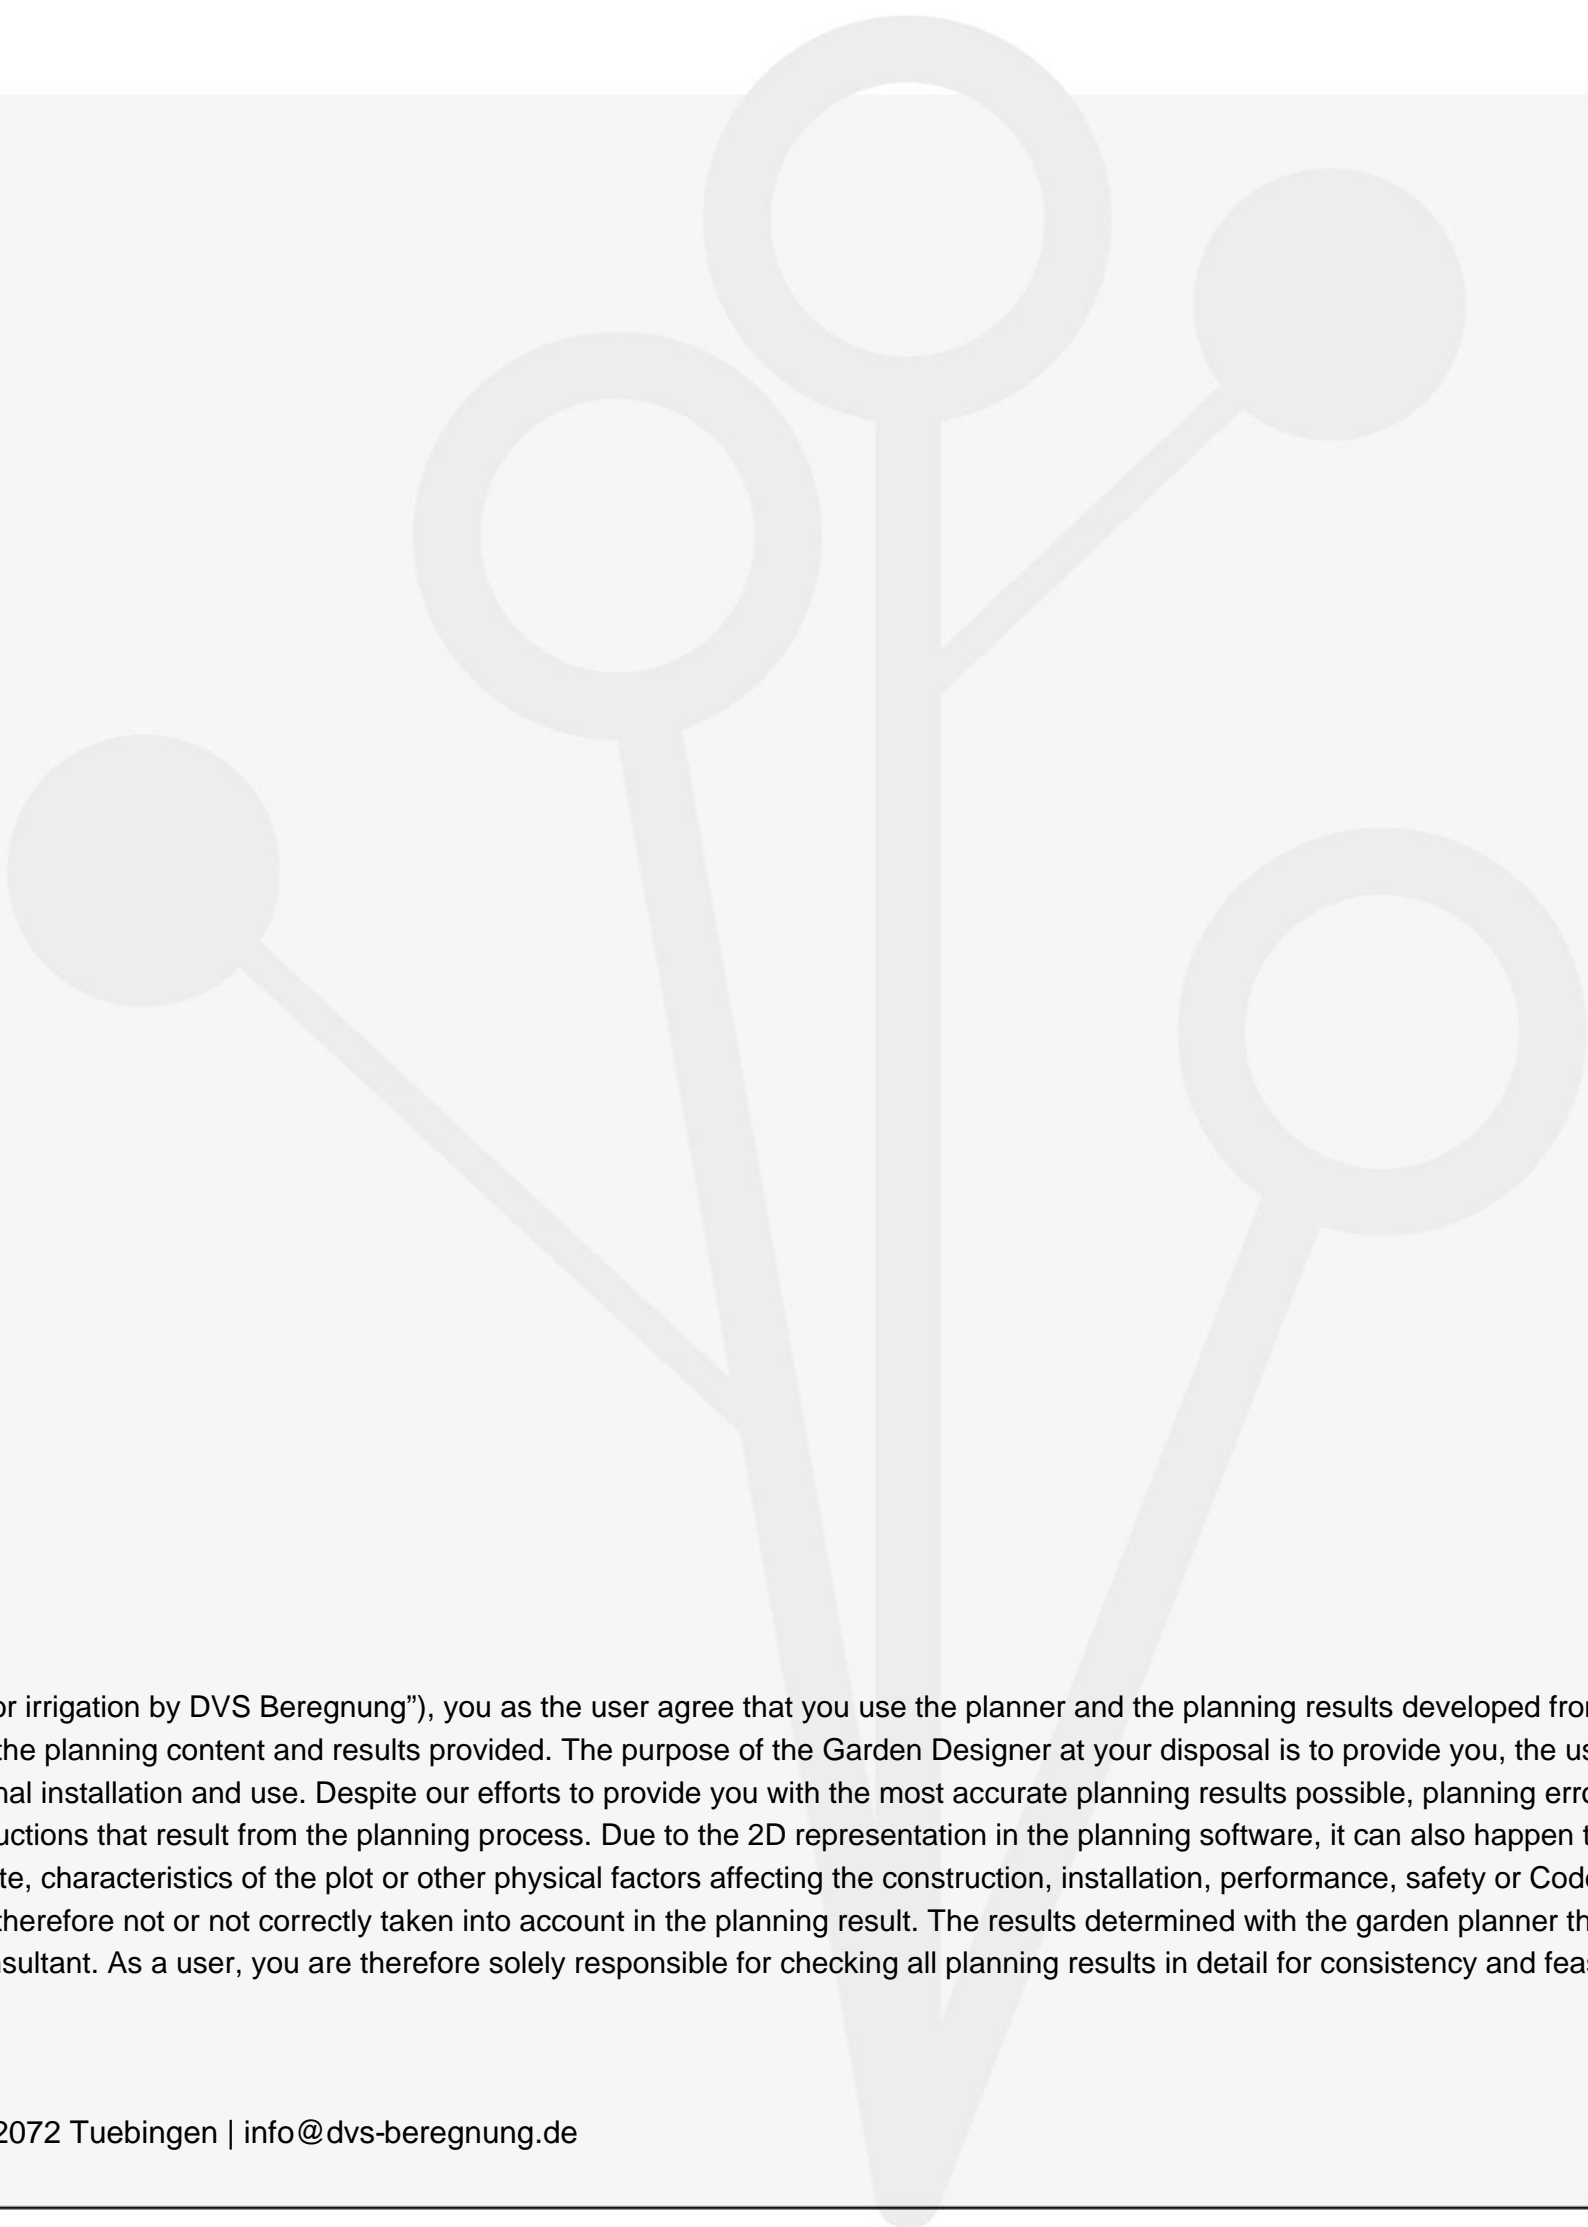 or irrigation by DVS Beregnung”), you as the user agree that you use the planner and the planning results developed from
the planning content and results provided. The purpose of the Garden Designer at your disposal is to provide you, the us
nal installation and use. Despite our efforts to provide you with the most accurate planning results possible, planning erro
uctions that result from the planning process. Due to the 2D representation in the planning software, it can also happen t
te, characteristics of the plot or other physical factors affecting the construction, installation, performance, safety or Code
therefore not or not correctly taken into account in the planning result. The results determined with the garden planner th
nsultant. As a user, you are therefore solely responsible for checking all planning results in detail for consistency and feas
2072 Tuebingen | info@dvs-beregnung.de